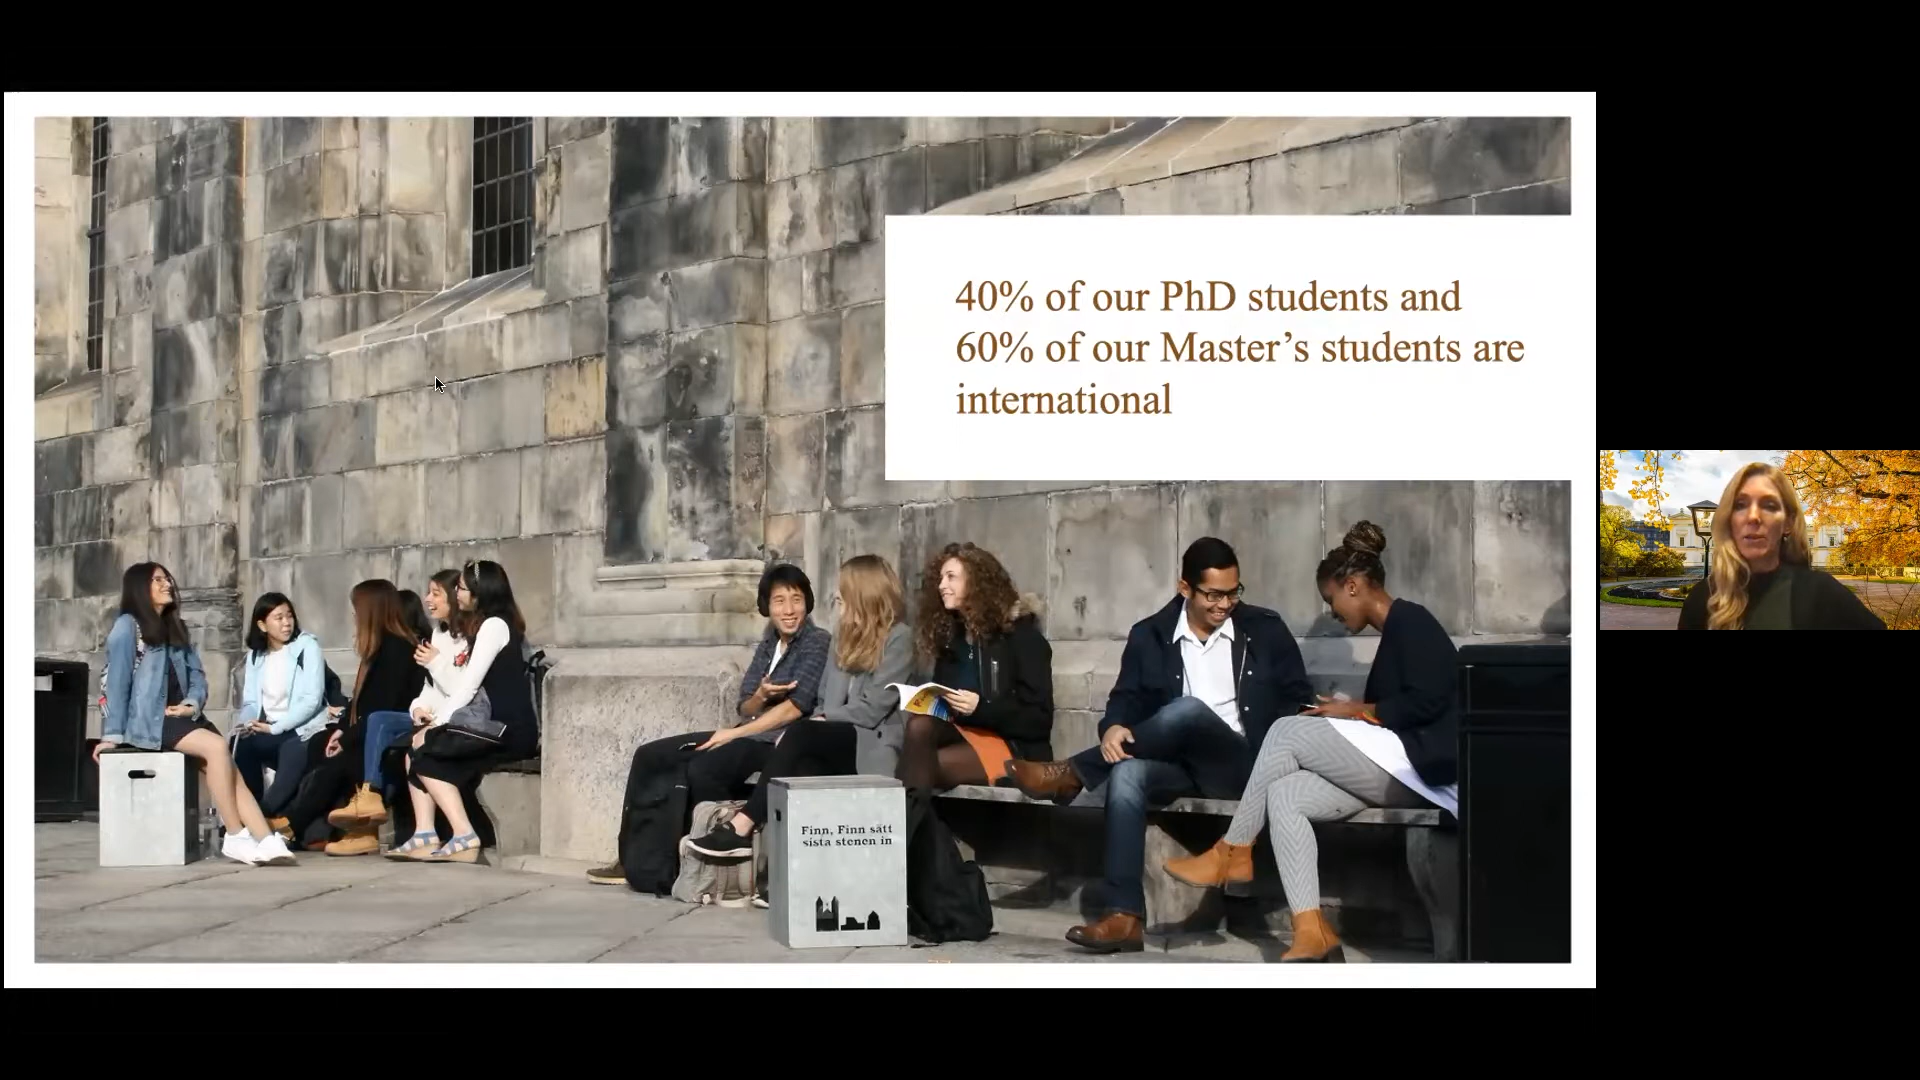 40% of our PhD students and
60% of our Master's students are
international
Finn, Finn sätt
sista stenen in